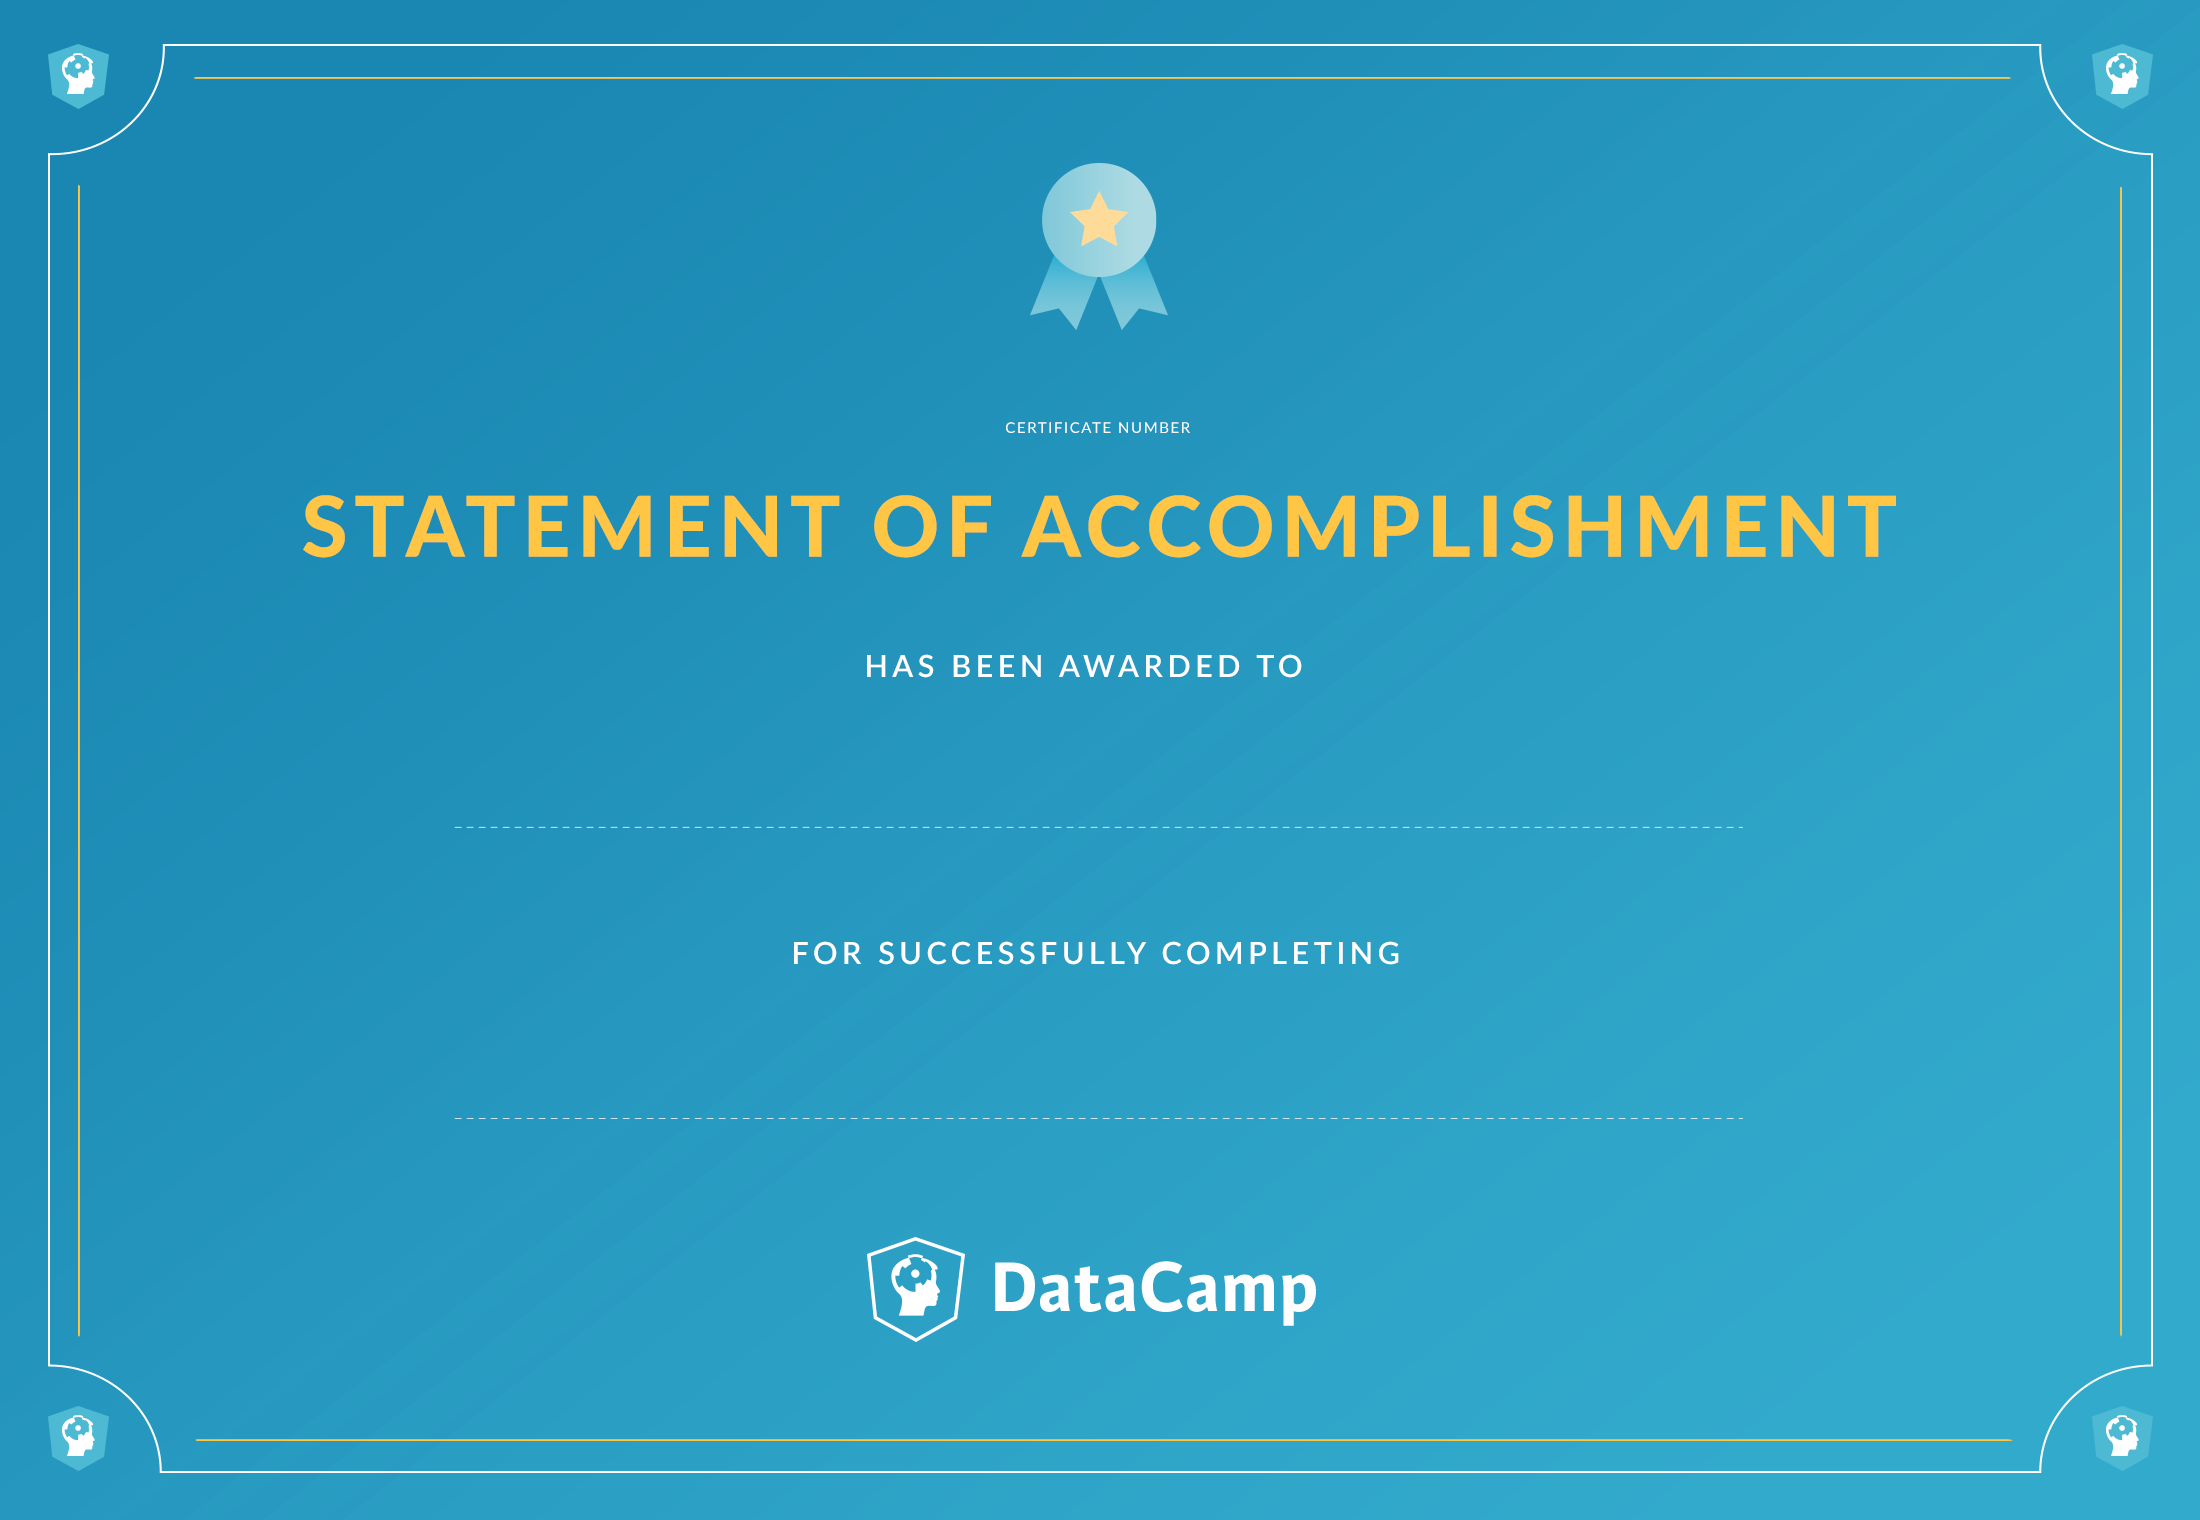 CERTIFICATE NUMBER
STATEMENT OF ACCOMPLISHMENT
HAS BEEN AWARDED TO
FOR SUCCESSFULLY COMPLETING
DataCamp